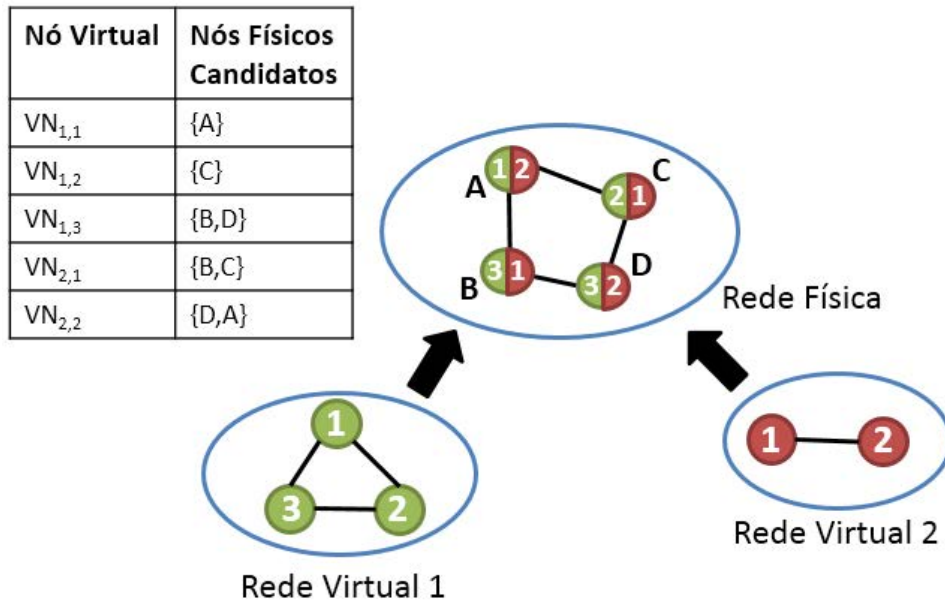 Nó Virtual Nós Físicos Candidatos
VN1,1 {A}
VN1,2 {C}
VN1,3 {B,D}
VN2,1 {B,C}
VN2,2 {D,A}
1 2
A
C
2 1
B
3 1
3 2
D
Rede Física
1
3 2
Rede Virtual 1
1 2
Rede Virtual 2